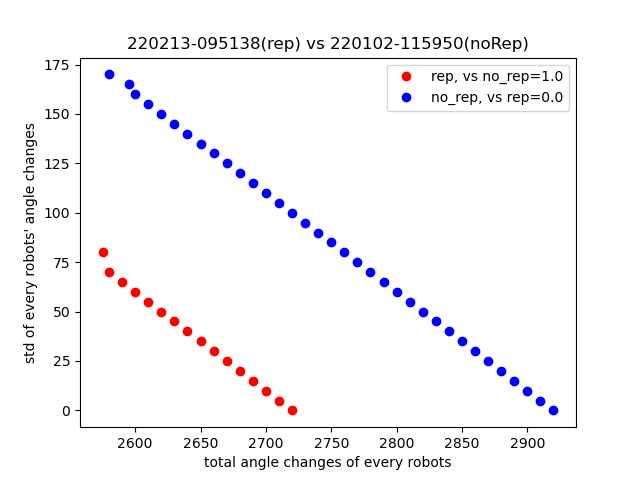 220213-095138(rep) vs 220102-115950(noRep)
rep, vs no_rep=1.0
no_rep, vs rep=0.0
std of every robots' angle changes
175
150
125
100
75
50
25
0
2600 2650 2700 2750 2800 2850 2900
total angle changes of every robots